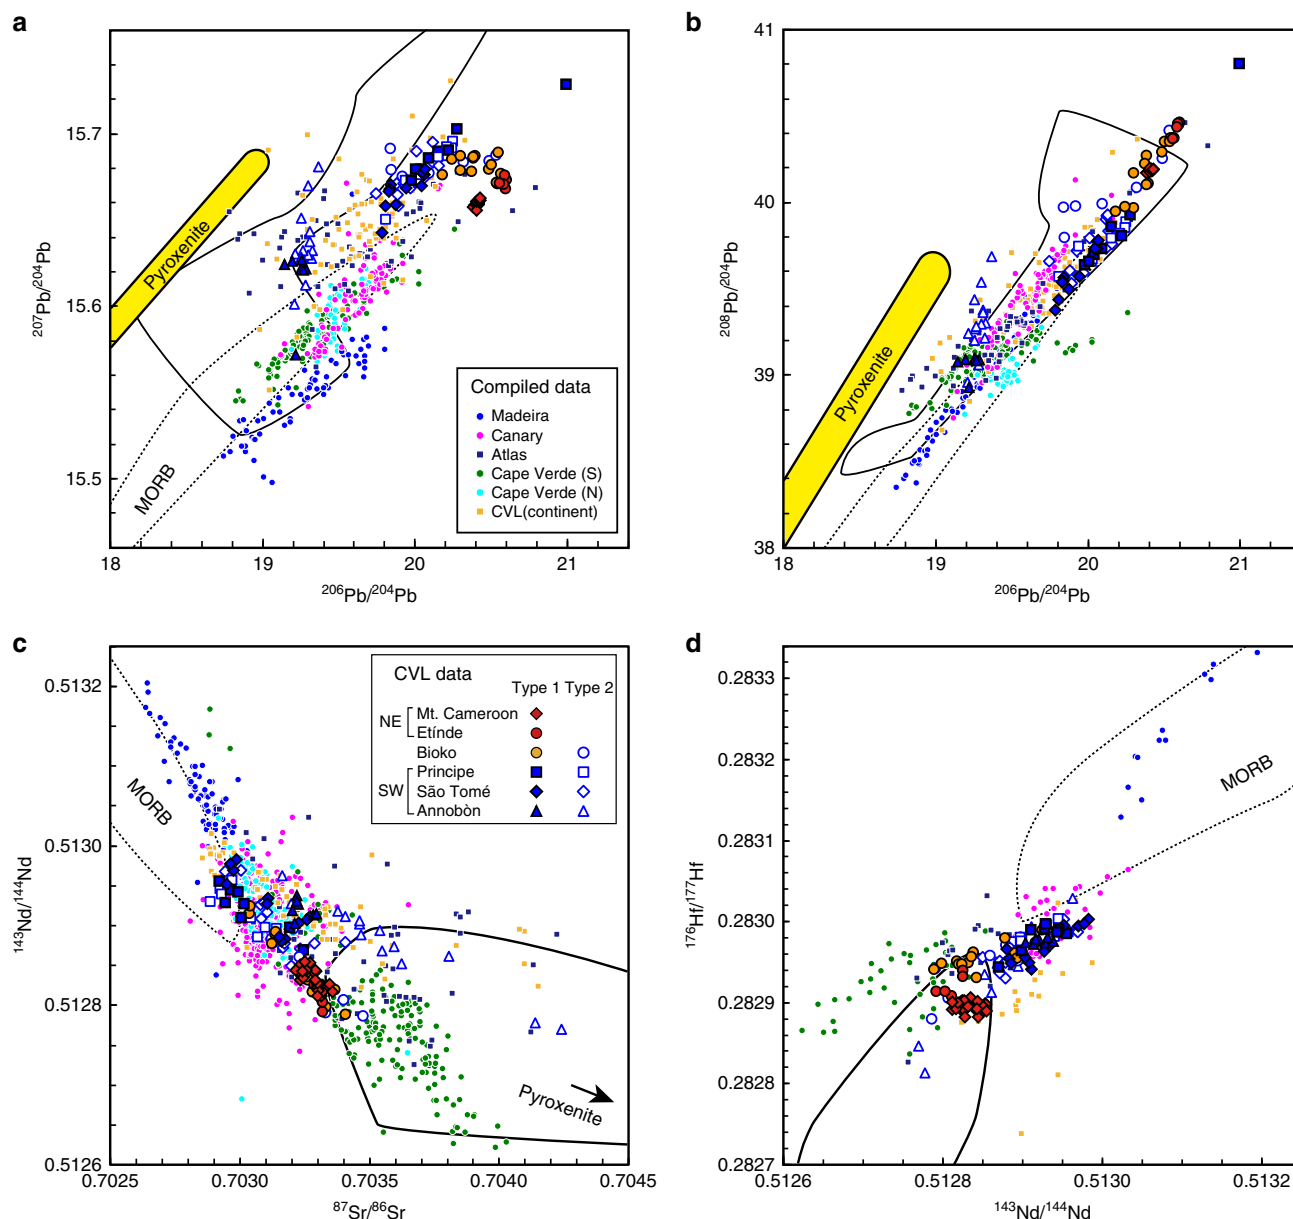 a
15.7
15.6
15.5
207Pb/204Pb
Pyroxenite
MORB
Compiled data
Madeira
Canary
Atlas
Cape Verde (S)
Cape Verde (N)
CVL(continent)
18 19 20 21
206Pb/204Pb
b
41
40
39
38
208Pb/204Pb
Pyroxenite
18 19 20 21
206Pb/204Pb
c
0.5132
0.5130
0.5128
0.5126
143Nd/144Nd
MORB
CVL data
Type 1 Type 2
NE
Mt. Cameroon
Etínde
Bioko
SW
Principe
São Tomé
Annobòn
Pyroxenite
0.7025 0.7030 0.7035 0.7040 0.7045
87Sr/86Sr
d
0.2833
0.2832
0.2831
0.2830
0.2829
0.2828
0.2827
176Hf/177Hf
MORB
0.5126 0.5128 0.5130 0.5132
143Nd/144Nd